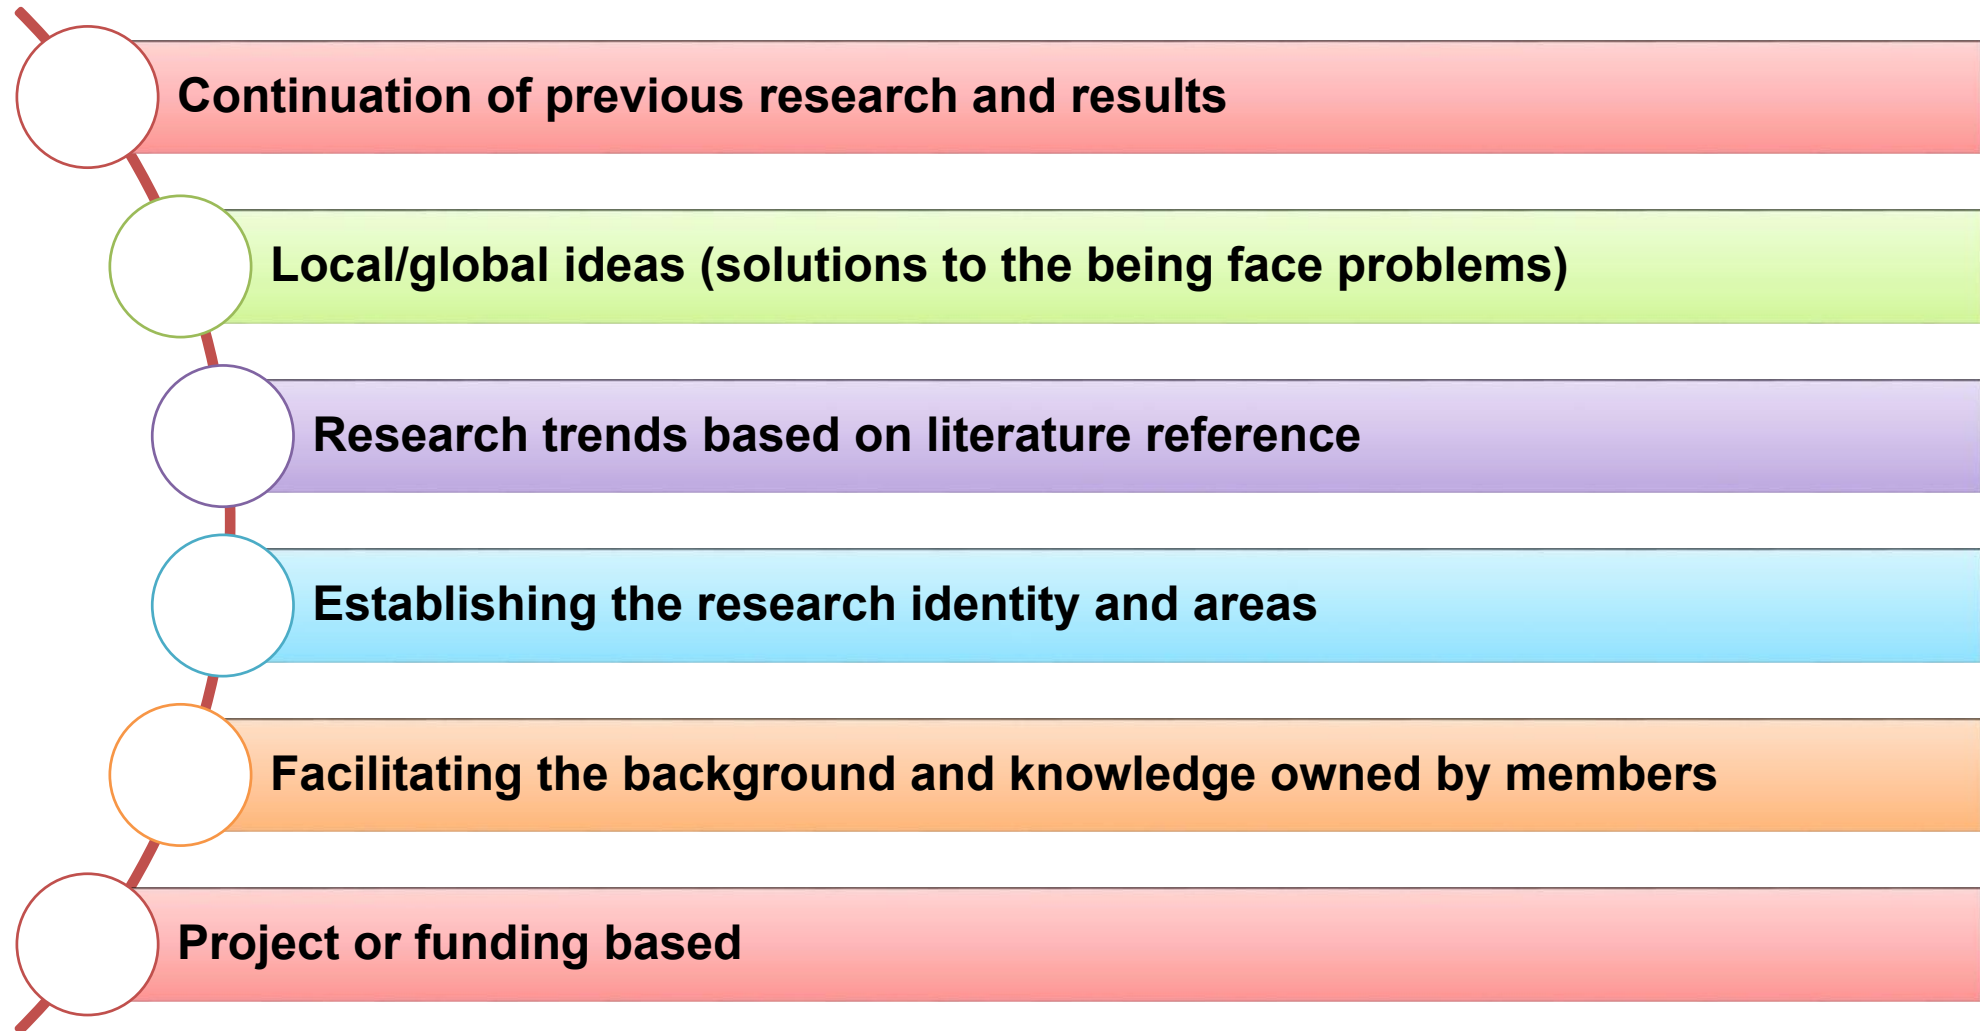 Continuation of previous research and results
Local/global ideas (solutions to the being face problems)
Research trends based on literature reference
Establishing the research identity and areas
Facilitating the background and knowledge owned by members
Project or funding based